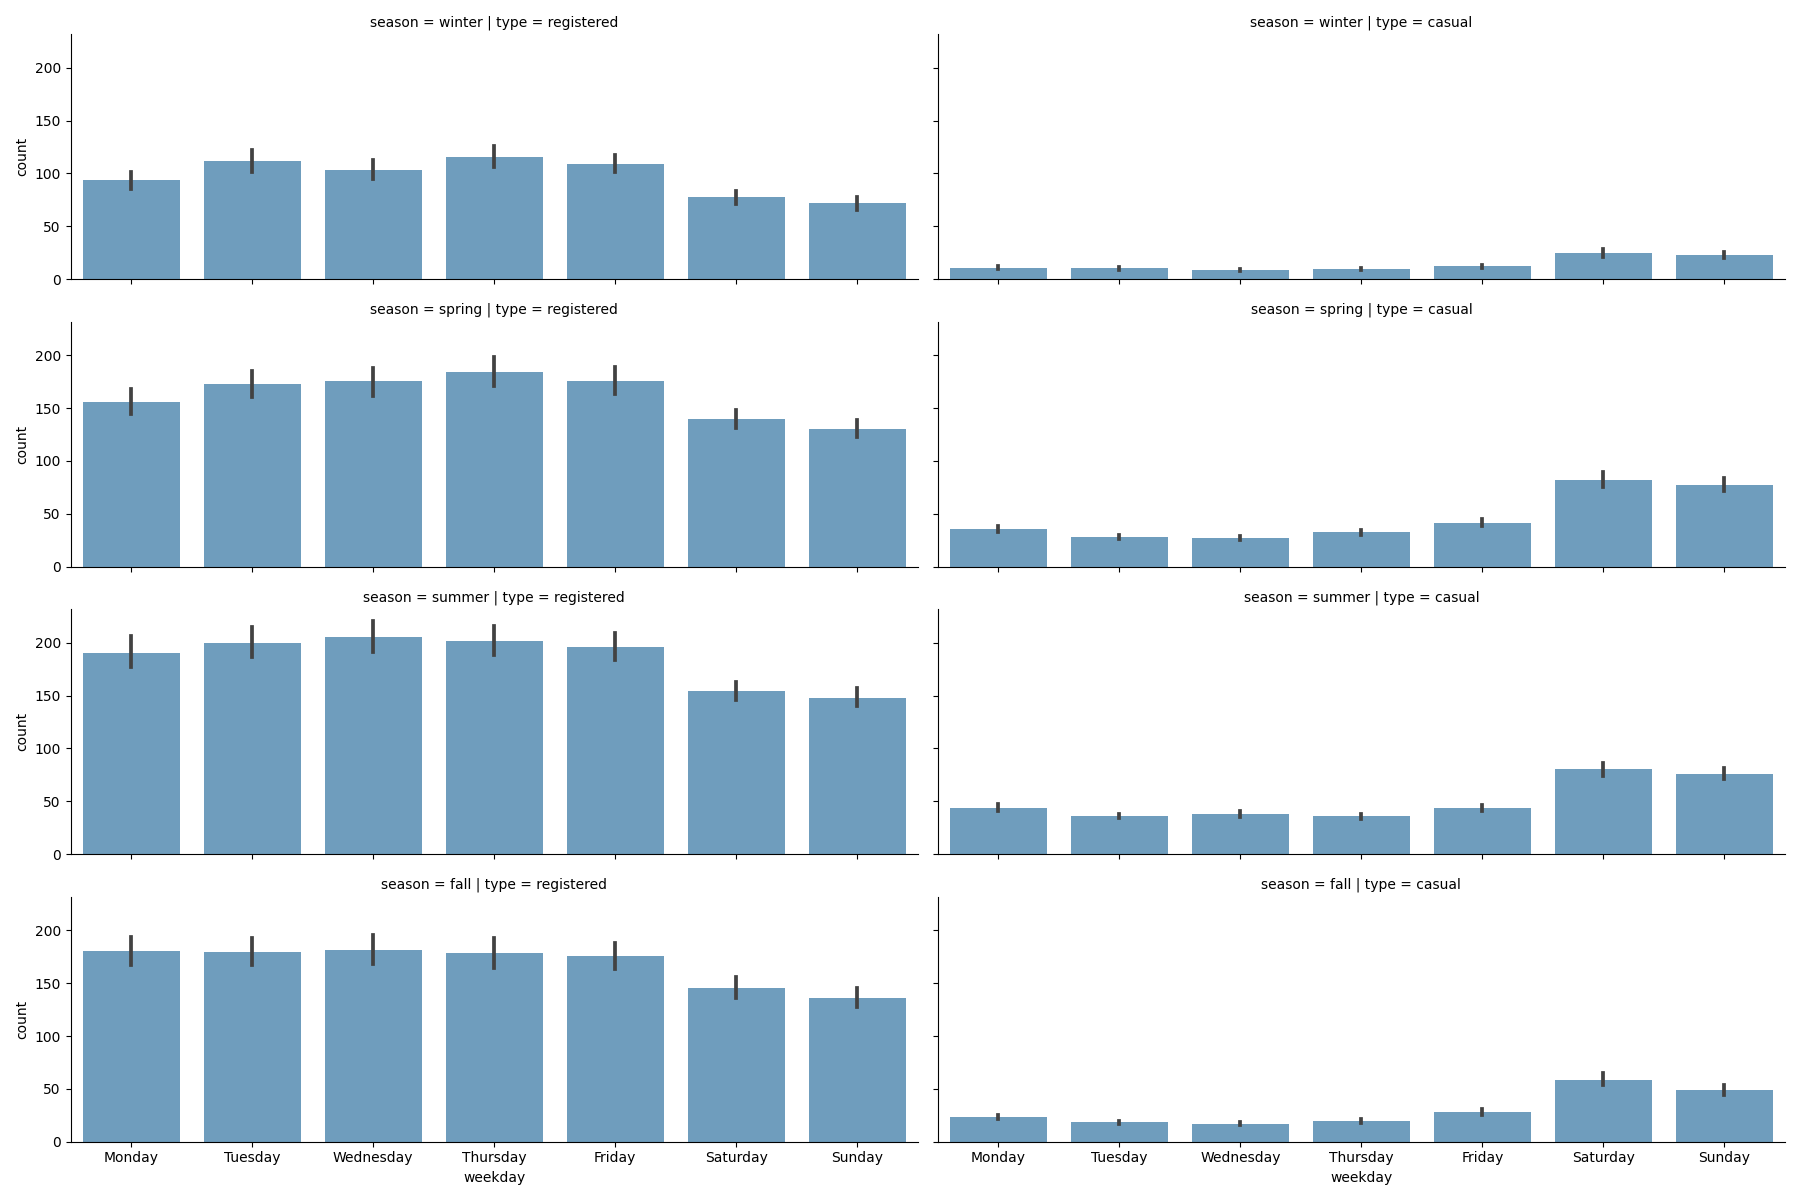 season = winter | type = registered
season = winter | type = casual
200
150
100
50
0
count
season = spring | type = registered
season = spring | type = casual
200
150
100
50
0
count
season = summer | type = registered
season = summer | type = casual
200
150
100
50
0
count
season = fall | type = registered
season = fall | type = casual
200
150
100
50
0
count
Monday Tuesday Wednesday Thursday Friday Saturday Sunday
weekday
Monday Tuesday Wednesday Thursday Friday Saturday Sunday
weekday